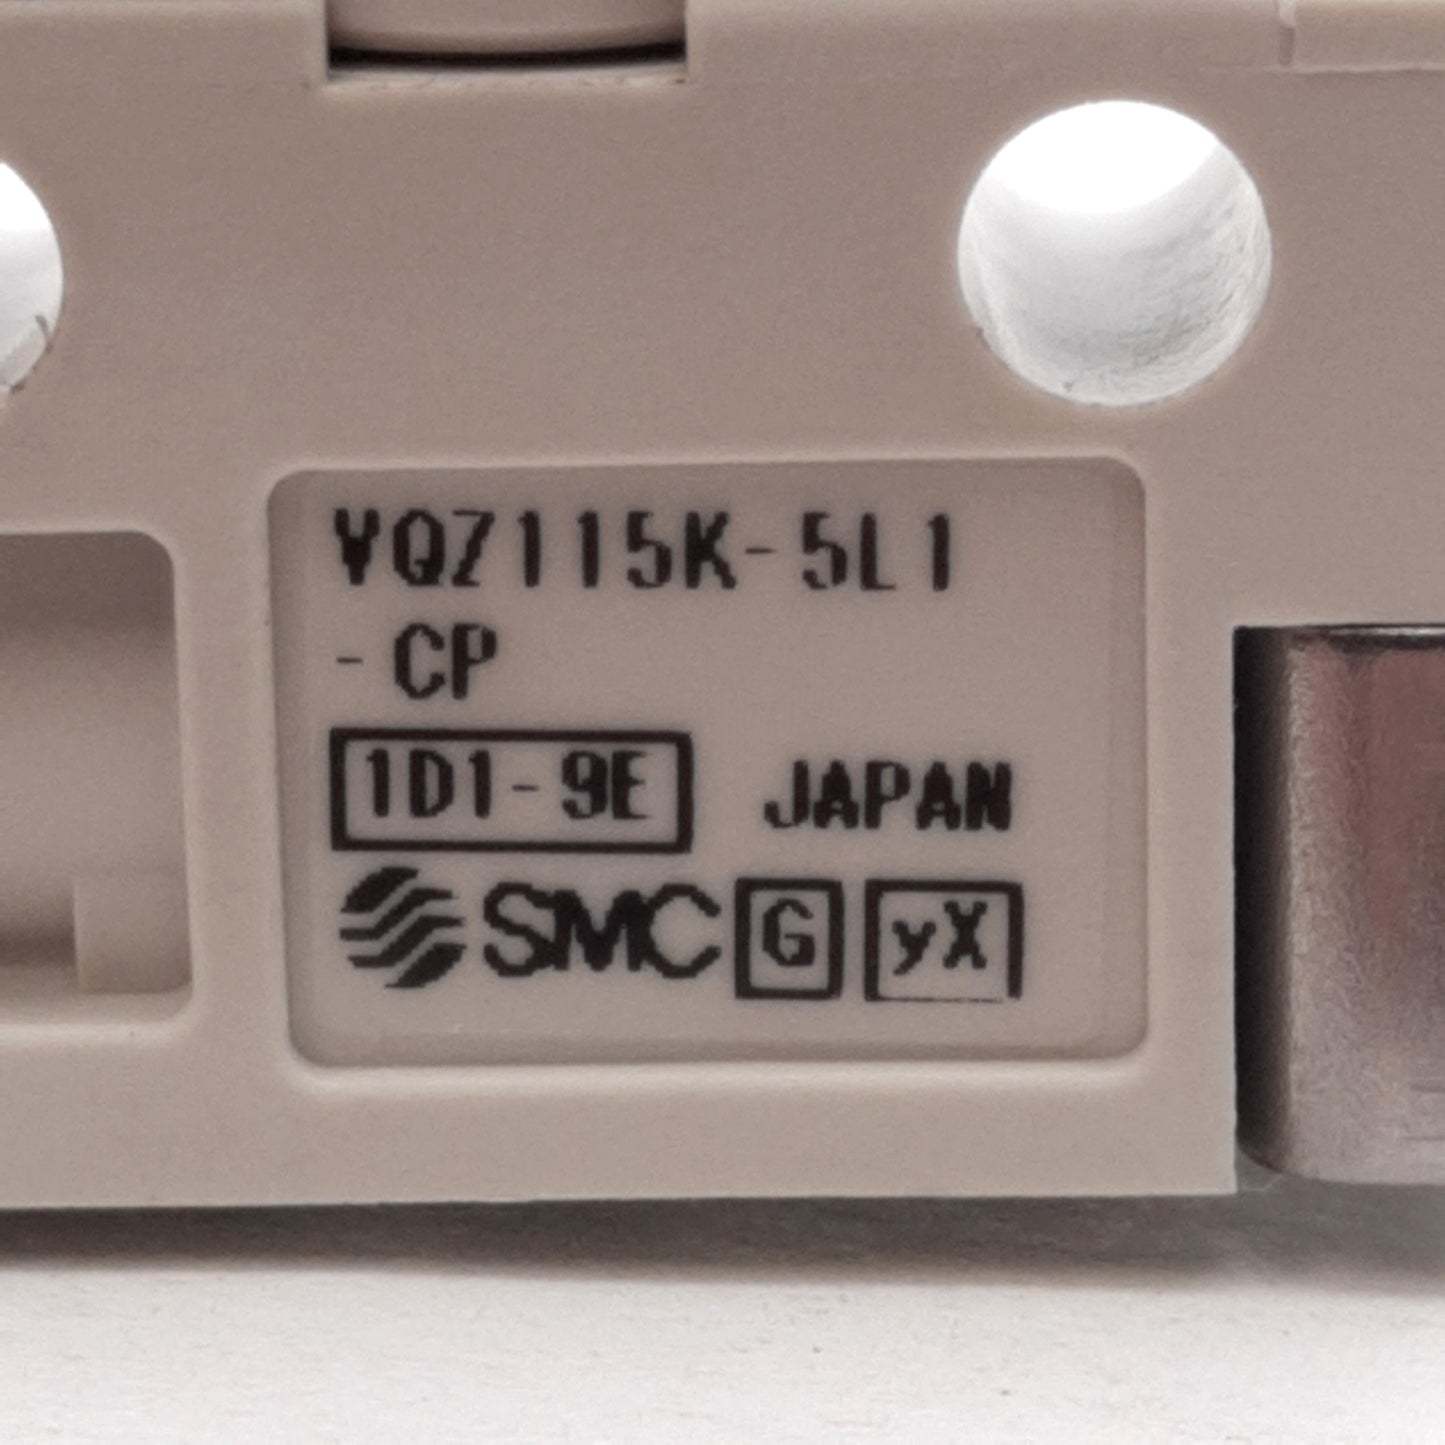 VQZ115K-5L1
-CP
1D1-9E JAPAN
SMC G yX